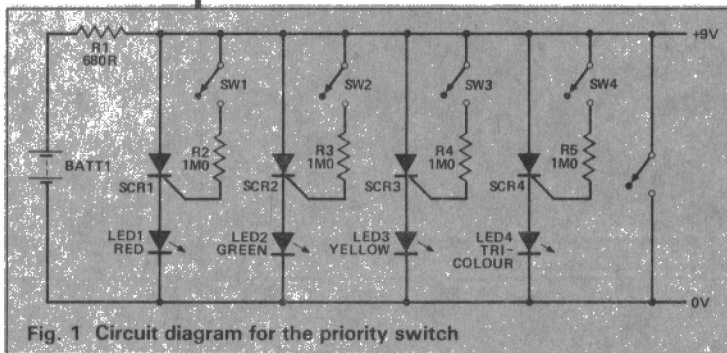 R1
680R
+9V
SW1
SW2
SW3
SW4
BATT1
R2
1M0
R3
1M0
R4
1M0
R5
1M0
SCR1
SCR2
SCR3
SCR4
LED1
RED
LED2
GREEN
LED3
YELLOW
LED4
TRI-
COLOUR
0V
Fig. 1 Circuit diagram for the priority switch